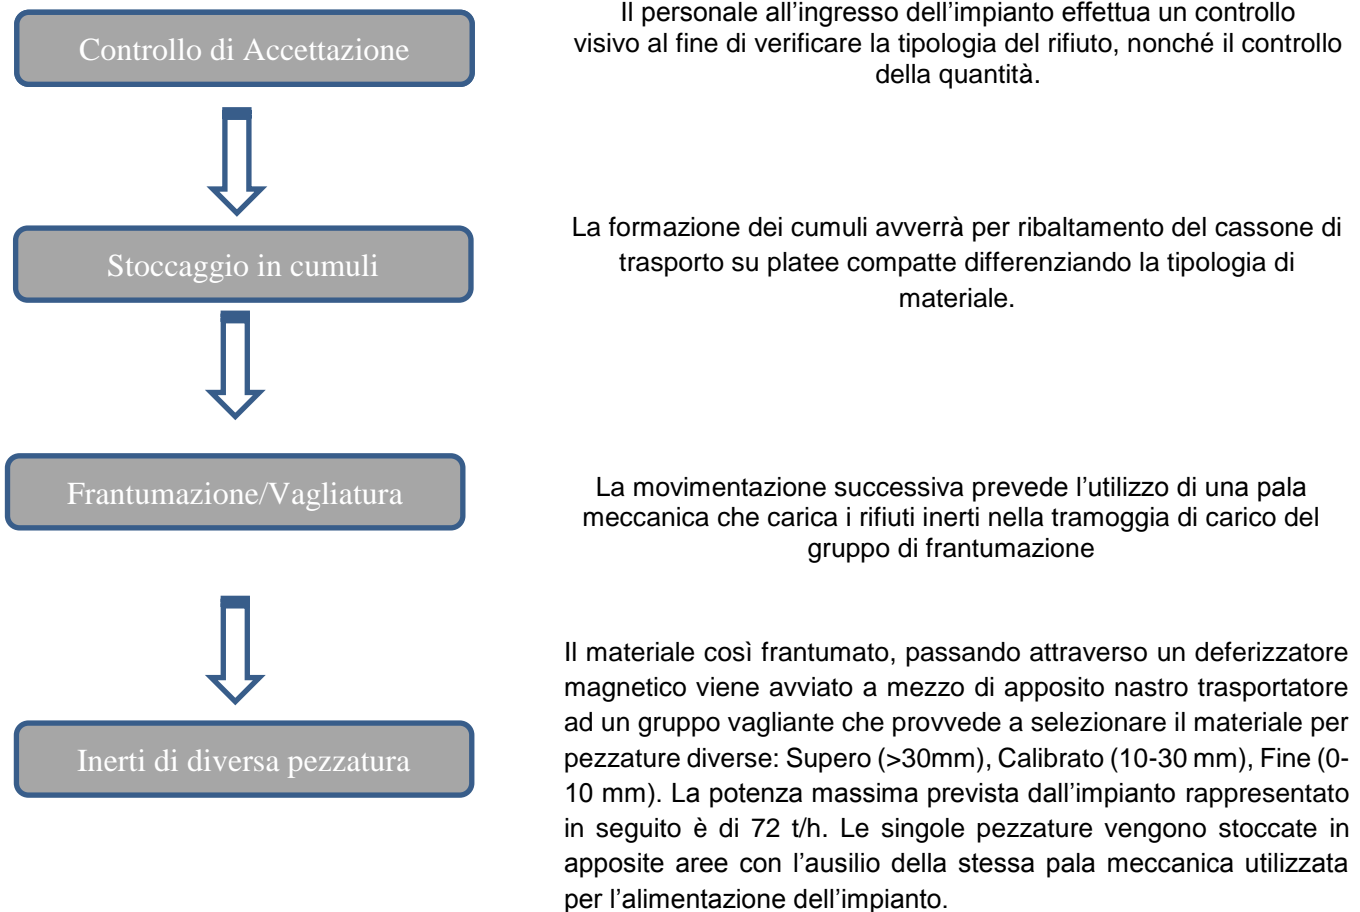 Controllo di Accettazione
Il personale all'ingresso dell'impianto effettua un controllo
visivo al fine di verificare la tipologia del rifiuto, nonché il controllo
della quantità.
Stoccaggio in cumuli
La formazione dei cumuli avverrà per ribaltamento del cassone di
trasporto su platee compatte differenziando la tipologia di
materiale.
Frantumazione/Vagliatura
La movimentazione successiva prevede l'utilizzo di una pala
meccanica che carica i rifiuti inerti nella tramoggia di carico del
gruppo di frantumazione
Inerti di diversa pezzatura
Il materiale così frantumato, passando attraverso un deferizzatore
magnetico viene avviato a mezzo di apposito nastro trasportatore
ad un gruppo vagliante che provvede a selezionare il materiale per
pezzature diverse: Supero (>30mm), Calibrato (10-30 mm), Fine (0-
10 mm). La potenza massima prevista dall'impianto rappresentato
in seguito è di 72 t/h. Le singole pezzature vengono stoccate in
apposite aree con l'ausilio della stessa pala meccanica utilizzata
per l'alimentazione dell'impianto.